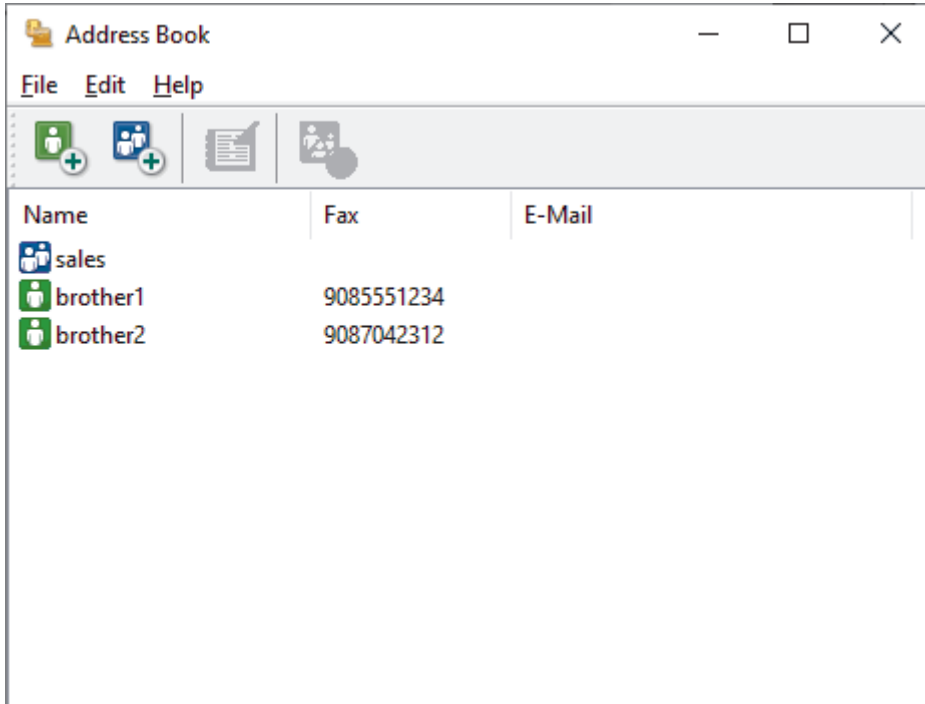 Address Book
File Edit Help
Name Fax E-Mail
sales
brother1 9085551234
brother2 9087042312